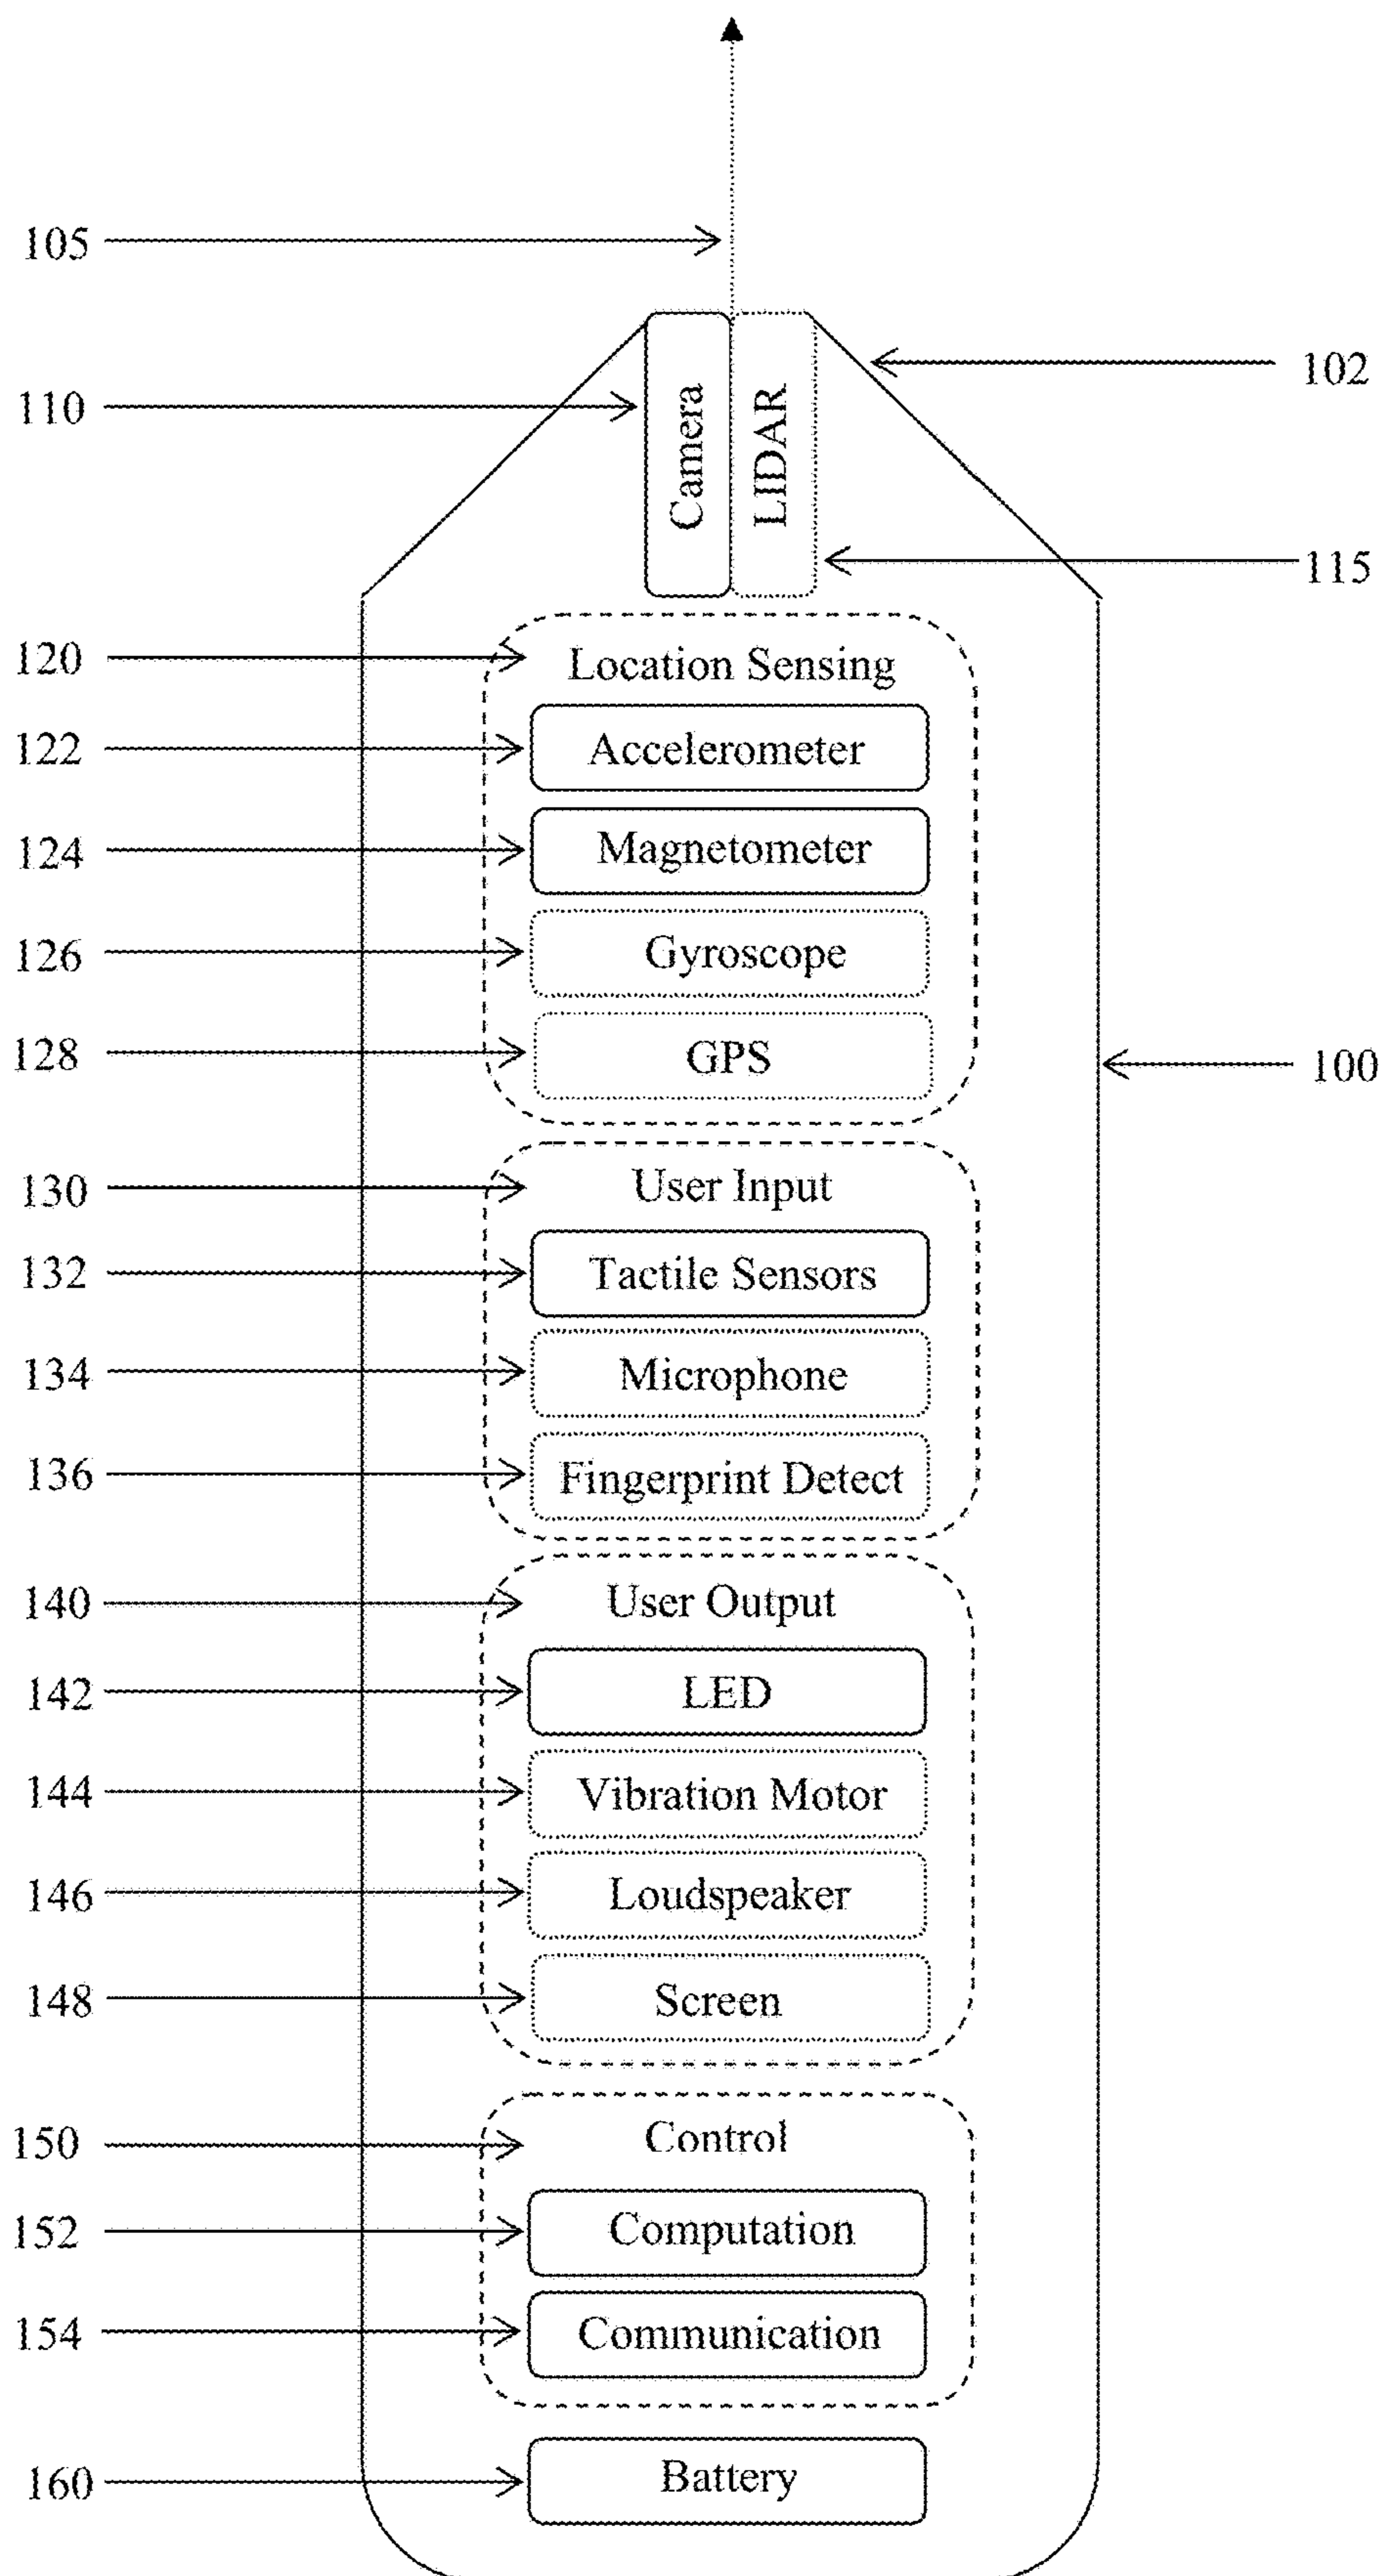 105
102
110
Camera
LIDAR
115
120
Location Sensing
122
Accelerometer
124
Magnetometer
126
Gyroscope
128
GPS
100
130
User Input
132
Tactile Sensors
134
Microphone
136
Fingerprint Detect
140
User Output
142
LED
144
Vibration Motor
146
Loudspeaker
148
Screen
150
Control
152
Computation
154
Communication
160
Battery